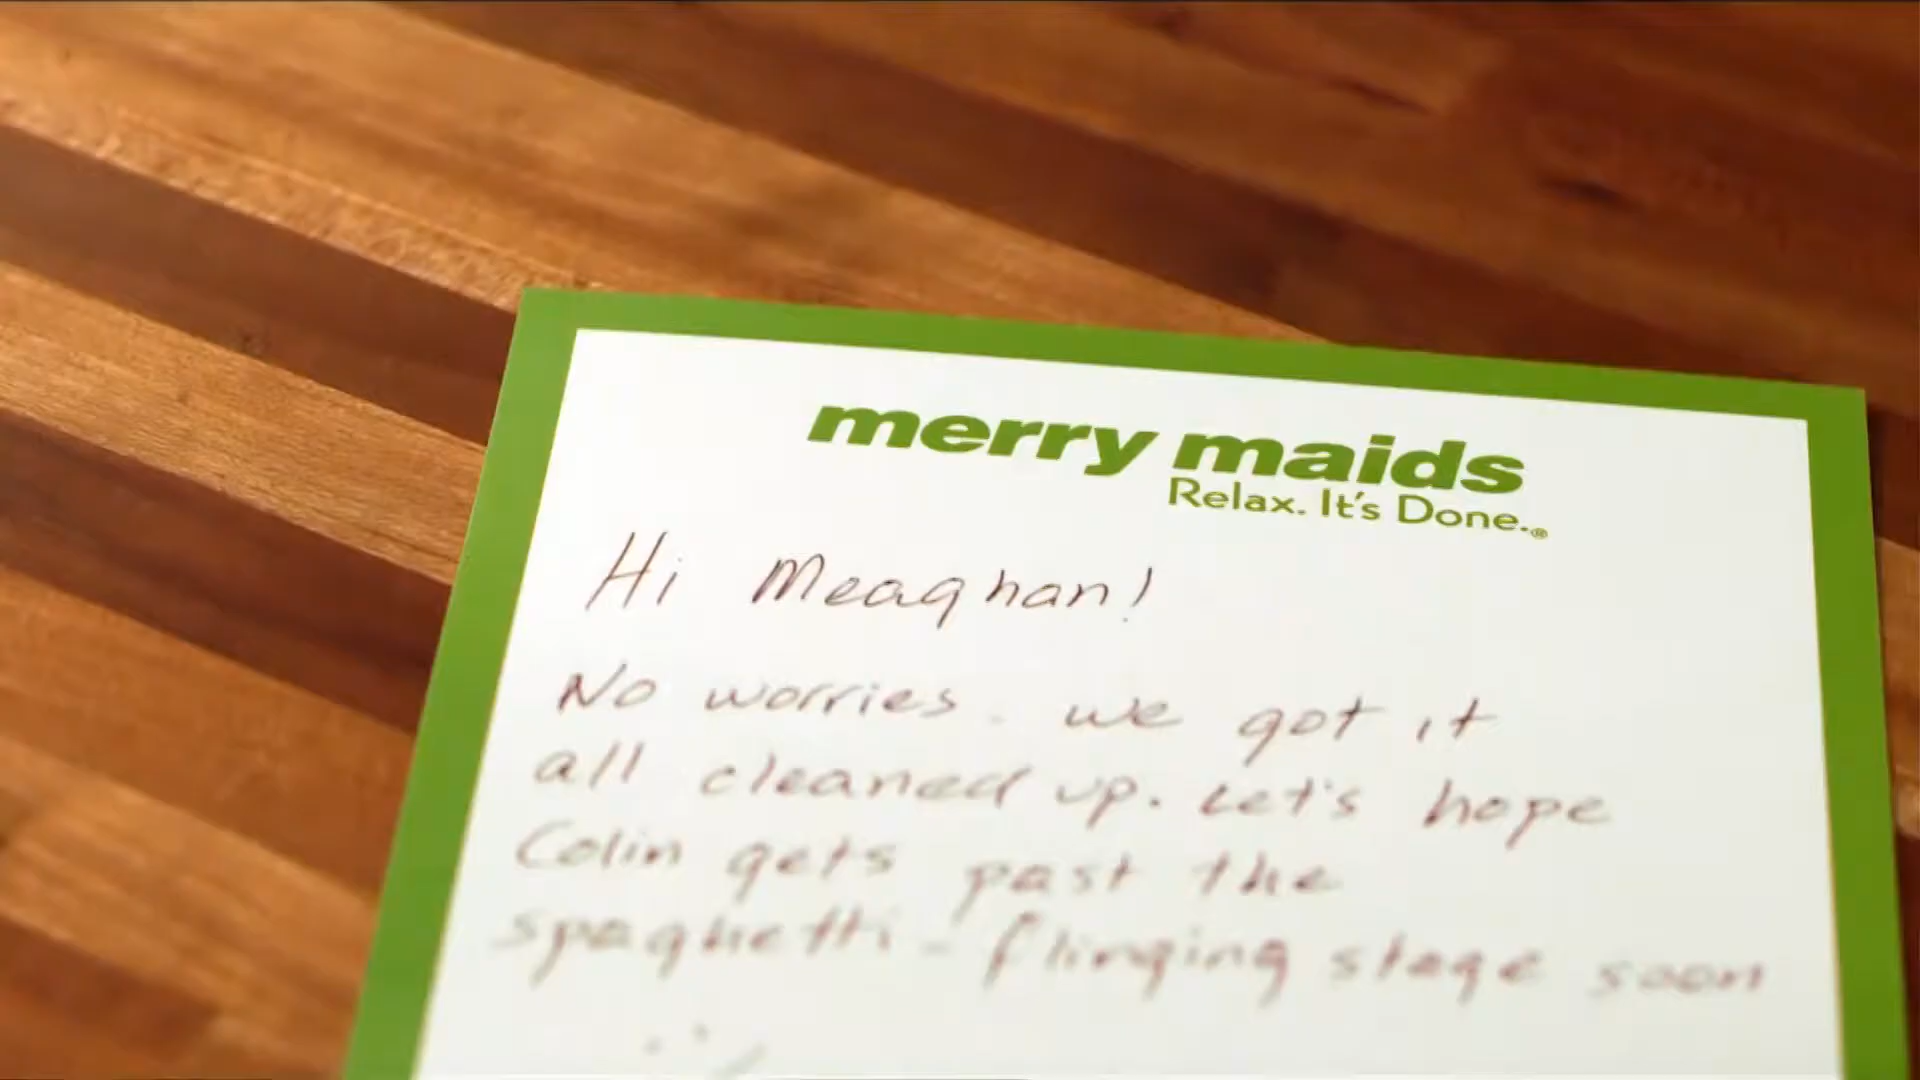 merry maids
Relax. It's Done.®
Hi Meaghan!
No worries. we got it
all cleaned up. Let's hope
Colin gets past the
spaghetti-flinging stage soon